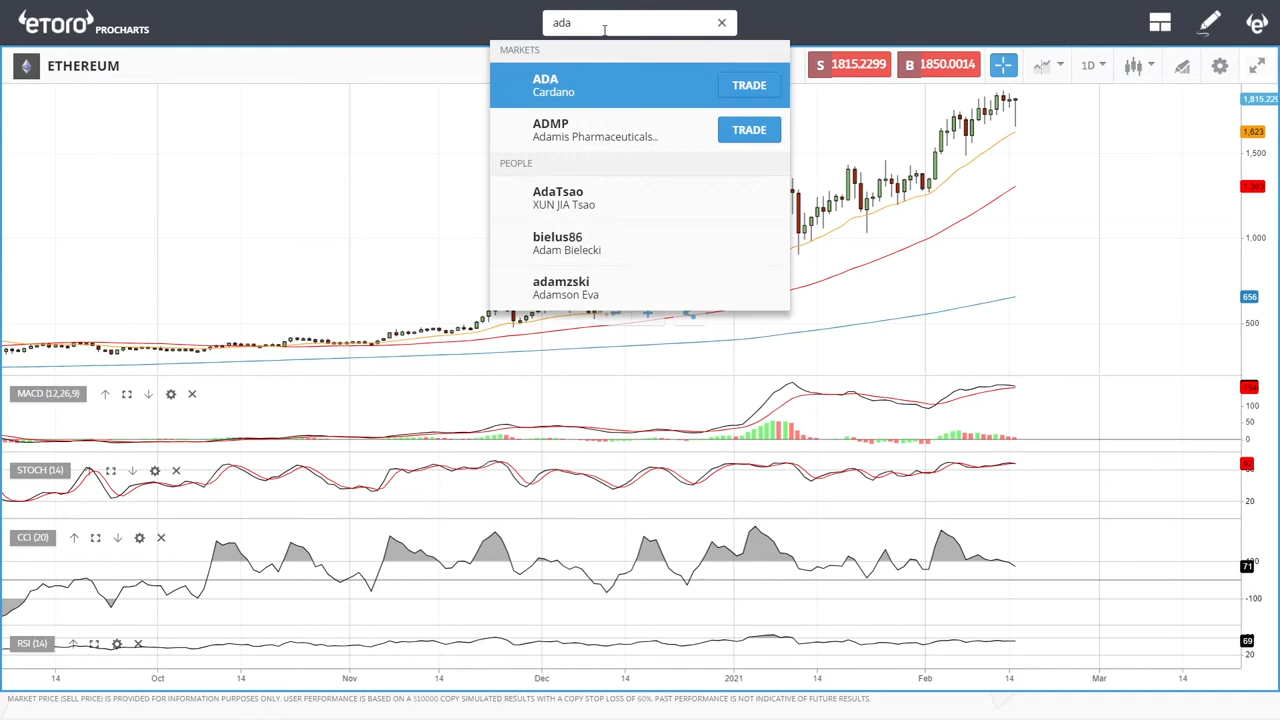 eTORO PROCHARTS
ada
MARKETS
ADA
Cardano
TRADE
ADMP
Adamis Pharmaceuticals..
TRADE
PEOPLE
AdaTsao
XUN JIA Tsao
bielus86
Adam Bielecki
adamzski
Adamson Eva
ETHEREUM
S 1815.2299
B 1850.0014
1D
1,815.229
1,623
1,500
1,000
656
500
MACD (12,26,9)
100
50
0
STOCH (14)
20
CCI (20)
71
-100
RSI (14)
69
20
14 Oct 14 Nov 14 Dec 14 2021 14 Feb 14 Mar 14
MARKET PRICE (SELL PRICE) IS PROVIDED FOR INFORMATION PURPOSES ONLY. USER PERFORMANCE IS BASED ON A $10000 COPY SIMULATED RESULTS WITH A COPY STOP LOSS OF 60%. PAST PERFORMANCE IS NOT INDICATIVE OF FUTURE RESULTS.